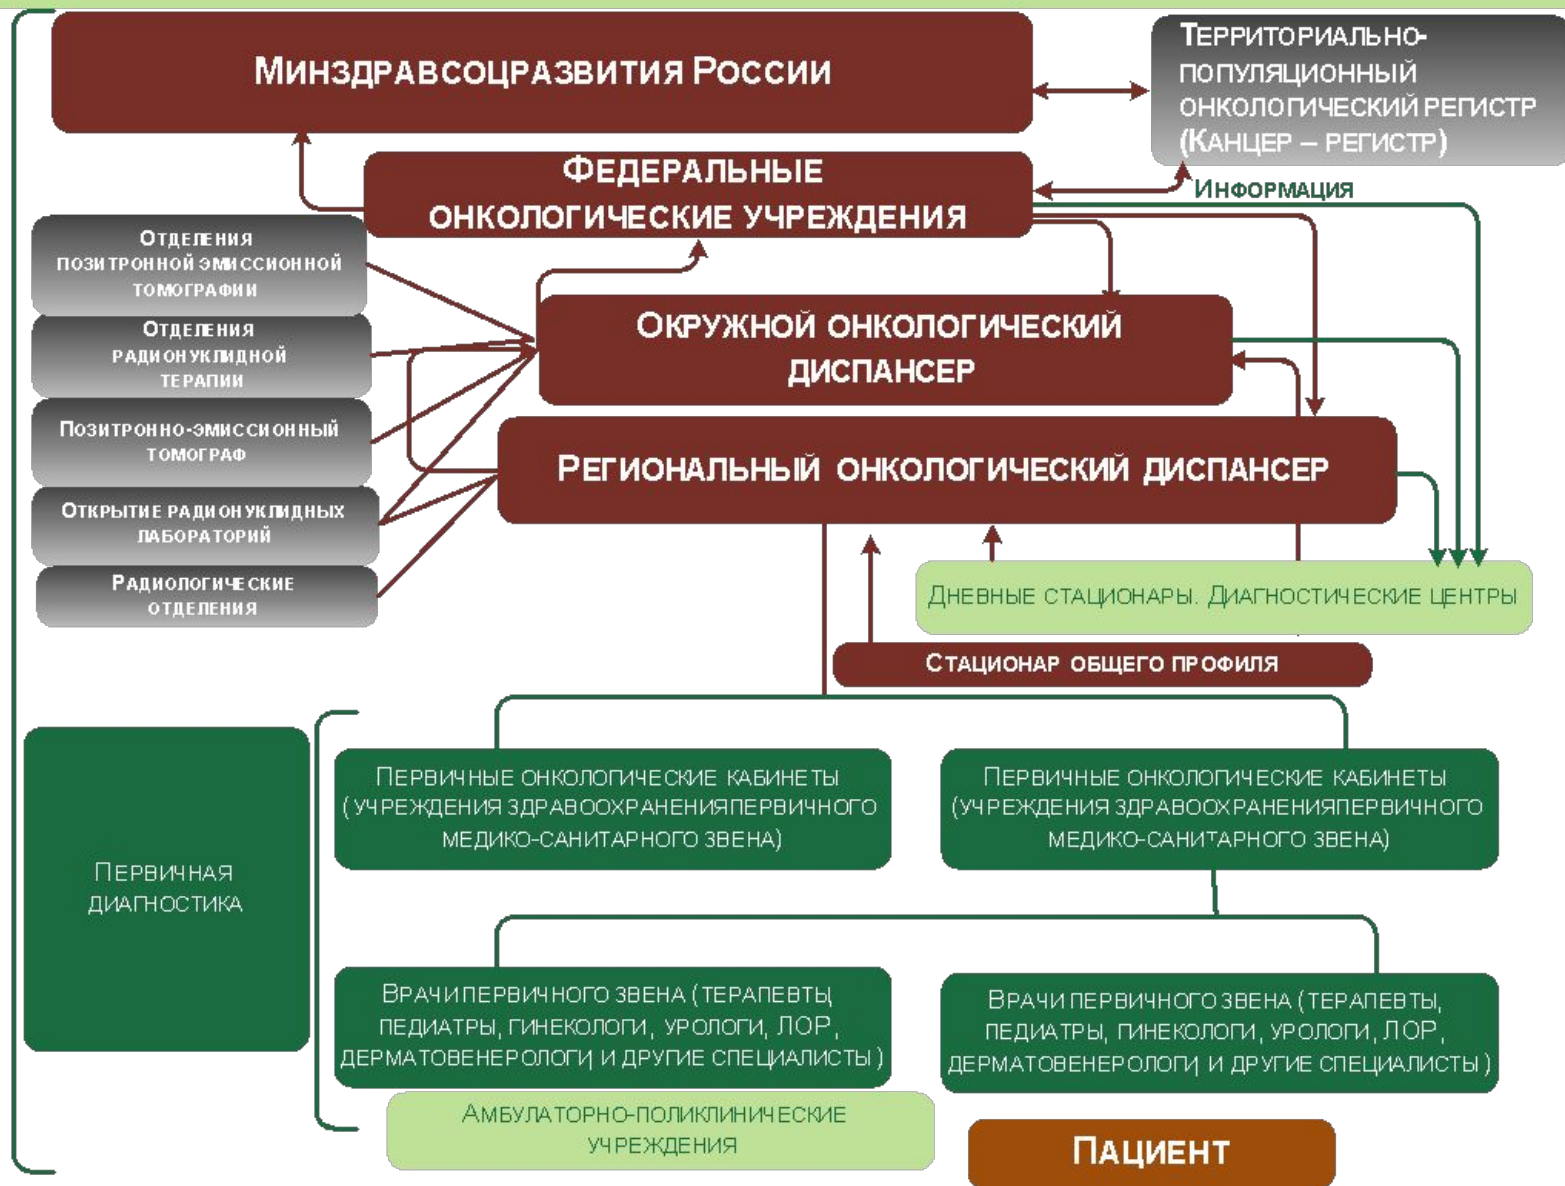 Минздравсоцразвития России
Территориально-
популяционный
онкологический регистр
(Канцер – регистр)
Федеральные
онкологические учреждения
Информация
Отделения
позитронной эмиссионной
томографии
Отделения
радионуклидной
терапии
Позитронно-эмиссионный
томограф
Открытие радионуклидных
лабораторий
Радиологические
отделения
Окружной онкологический
диспансер
Региональный онкологический диспансер
Дневные стационары. Диагностические центры
Стационар общего профиля
Первичная
диагностика
Первичные онкологические кабинеты
(учреждения здравоохраненияпервичного
медико-санитарного звена)
Первичные онкологические кабинеты
(учреждения здравоохраненияпервичного
медико-санитарного звена)
Врачи первичного звена (терапевты,
педиатры, гинекологи, урологи, ЛОР,
дерматовенерологи и другие специалисты)
Врачи первичного звена (терапевты,
педиатры, гинекологи, урологи, ЛОР,
дерматовенерологи и другие специалисты)
Амбулаторно-поликлинические
учреждения
Пациент